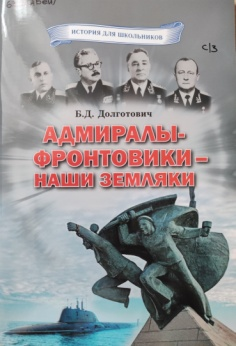 ИСТОРИЯ ДЛЯ ШКОЛЬНИКОВ
С/З
Б.Д. Долготович
АДМИРАЛЫ-
ФРОНТОВИКИ –
НАШИ ЗЕМЛЯКИ